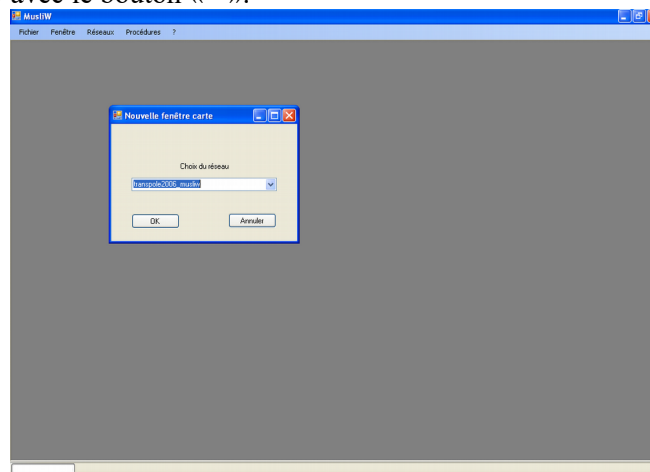 avec le bouton « ».
MusliW
Fichier Fenêtre Réseaux Procédures ?
Nouvelle fenêtre carte
Choix du réseau
transpole2006_musliw
OK Annuler